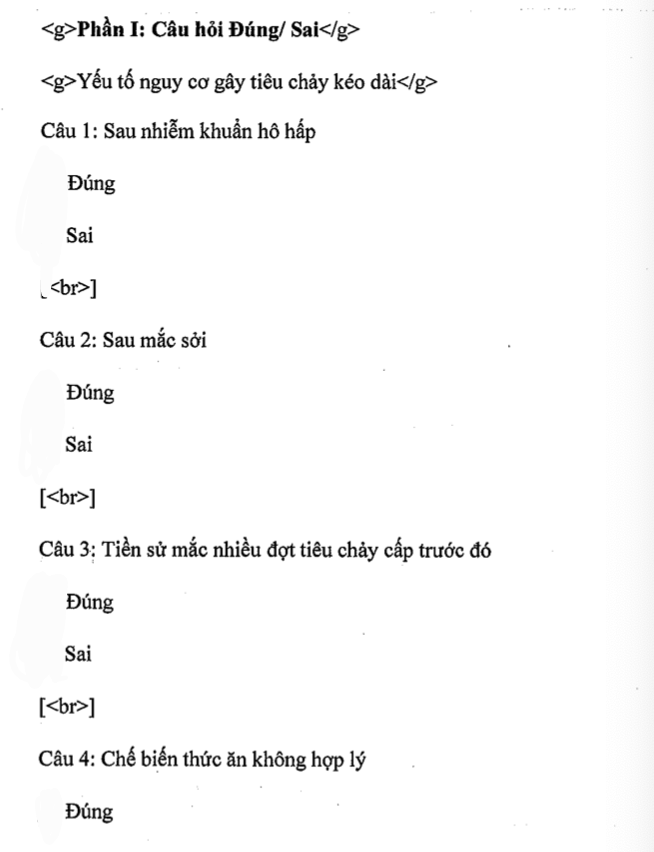 <g>Phần I: Câu hỏi Đúng/ Sai</g>
<g>Yếu tố nguy cơ gây tiêu chảy kéo dài</g>
Câu 1: Sau nhiễm khuẩn hô hấp
Đúng
Sai
[<br>]
Câu 2: Sau mắc sởi
Đúng
Sai
[<br>]
Câu 3: Tiền sử mắc nhiều đợt tiêu chảy cấp trước đó
Đúng
Sai
[<br>]
Câu 4: Chế biến thức ăn không hợp lý
Đúng